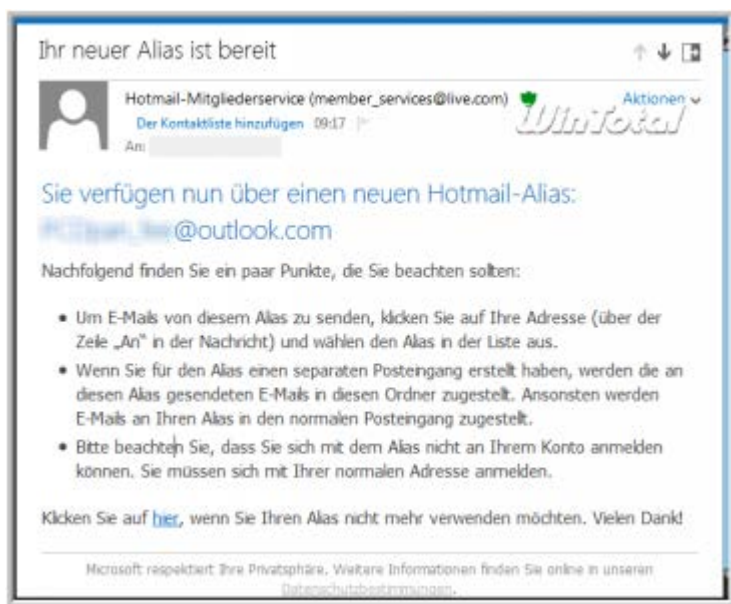 Ihr neuer Alias ist bereit
Hotmail-Mitgliederservice (member_services@live.com)
Aktionen
WinTotal
Der Kontaktliste hinzufügen 09:17
An:
Sie verfügen nun über einen neuen Hotmail-Alias:
@outlook.com
Nachfolgend finden Sie ein paar Punkte, die Sie beachten sollten:
• Um E-Mails von diesem Alias zu senden, klicken Sie auf Ihre Adresse (über der
Zeile „An“ in der Nachricht) und wählen den Alias in der Liste aus.
• Wenn Sie für den Alias einen separaten Posteingang erstellt haben, werden die an
diesen Alias gesendeten E-Mails in diesen Ordner zugestellt. Ansonsten werden
E-Mails an Ihren Alias in den normalen Posteingang zugestellt.
• Bitte beachten Sie, dass Sie sich mit dem Alias nicht an Ihrem Konto anmelden
können. Sie müssen sich mit Ihrer normalen Adresse anmelden.
Klicken Sie auf hier, wenn Sie Ihren Alias nicht mehr verwenden möchten. Vielen Dank!
Microsoft respektiert Ihre Privatsphäre. Weitere Informationen finden Sie online in unseren
Datenschutzbestimmungen.